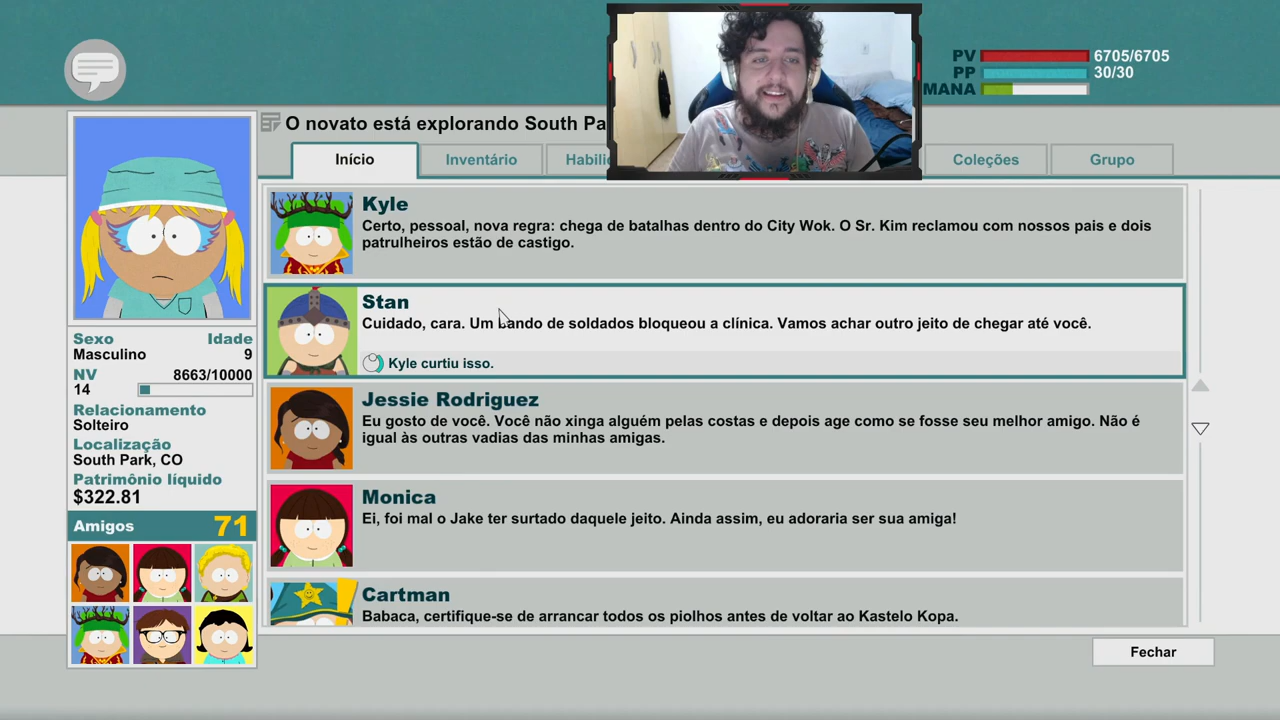 PV 6705/6705
PP 30/30
MANA
O novato está explorando South Pa
Início
Inventário
Habili
Coleções
Grupo
Kyle
Certo, pessoal, nova regra: chega de batalhas dentro do City Wok. O Sr. Kim reclamou com nossos pais e dois
patrulheiros estão de castigo.
Stan
Cuidado, cara. Um bando de soldados bloqueou a clínica. Vamos achar outro jeito de chegar até você.
Kyle curtiu isso.
Jessie Rodriguez
Eu gosto de você. Você não xinga alguém pelas costas e depois age como se fosse seu melhor amigo. Não é
igual às outras vadias das minhas amigas.
Monica
Ei, foi mal o Jake ter surtado daquele jeito. Ainda assim, eu adoraria ser sua amiga!
Cartman
Babaca, certifique-se de arrancar todos os piolhos antes de voltar ao Kastelo Kopa.
Sexo Idade
Masculino 9
NV 8663/10000
14
Relacionamento
Solteiro
Localização
South Park, CO
Patrimônio líquido
$322.81
Amigos 71
Fechar